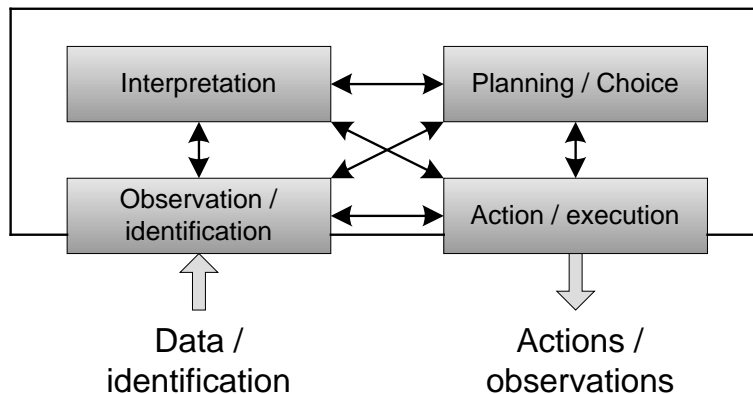 Interpretation
Planning / Choice
Observation /
identification
Action / execution
Data /
identification
Actions /
observations